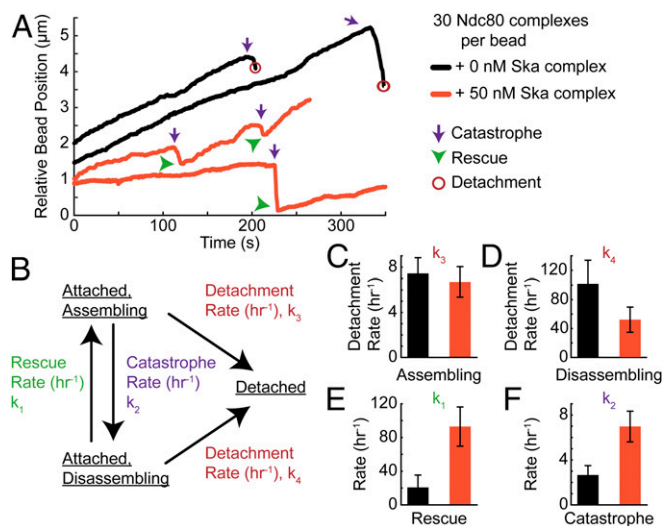 A
Relative Bead Position (μm)
5
4
3
2
1
0
0
100
200
300
Time (s)
30 Ndc80 complexes
per bead
+ 0 nM Ska complex
+ 50 nM Ska complex
Catastrophe
Rescue
Detachment
B
Attached,
Assembling
Detachment
Rate (hr⁻¹), k₃
Rescue
Rate (hr⁻¹)
k₁
Catastrophe
Rate (hr⁻¹)
k₂
Detached
Attached,
Disassembling
Detachment
Rate (hr⁻¹), k₄
C
k₃
Detachment
Rate (hr⁻¹)
8
4
0
Assembling
D
k₄
Detachment
Rate (hr⁻¹)
120
80
40
0
Disassembling
E
k₁
Rate (hr⁻¹)
120
80
40
0
Rescue
F
k₂
Rate (hr⁻¹)
8
4
0
Catastrophe